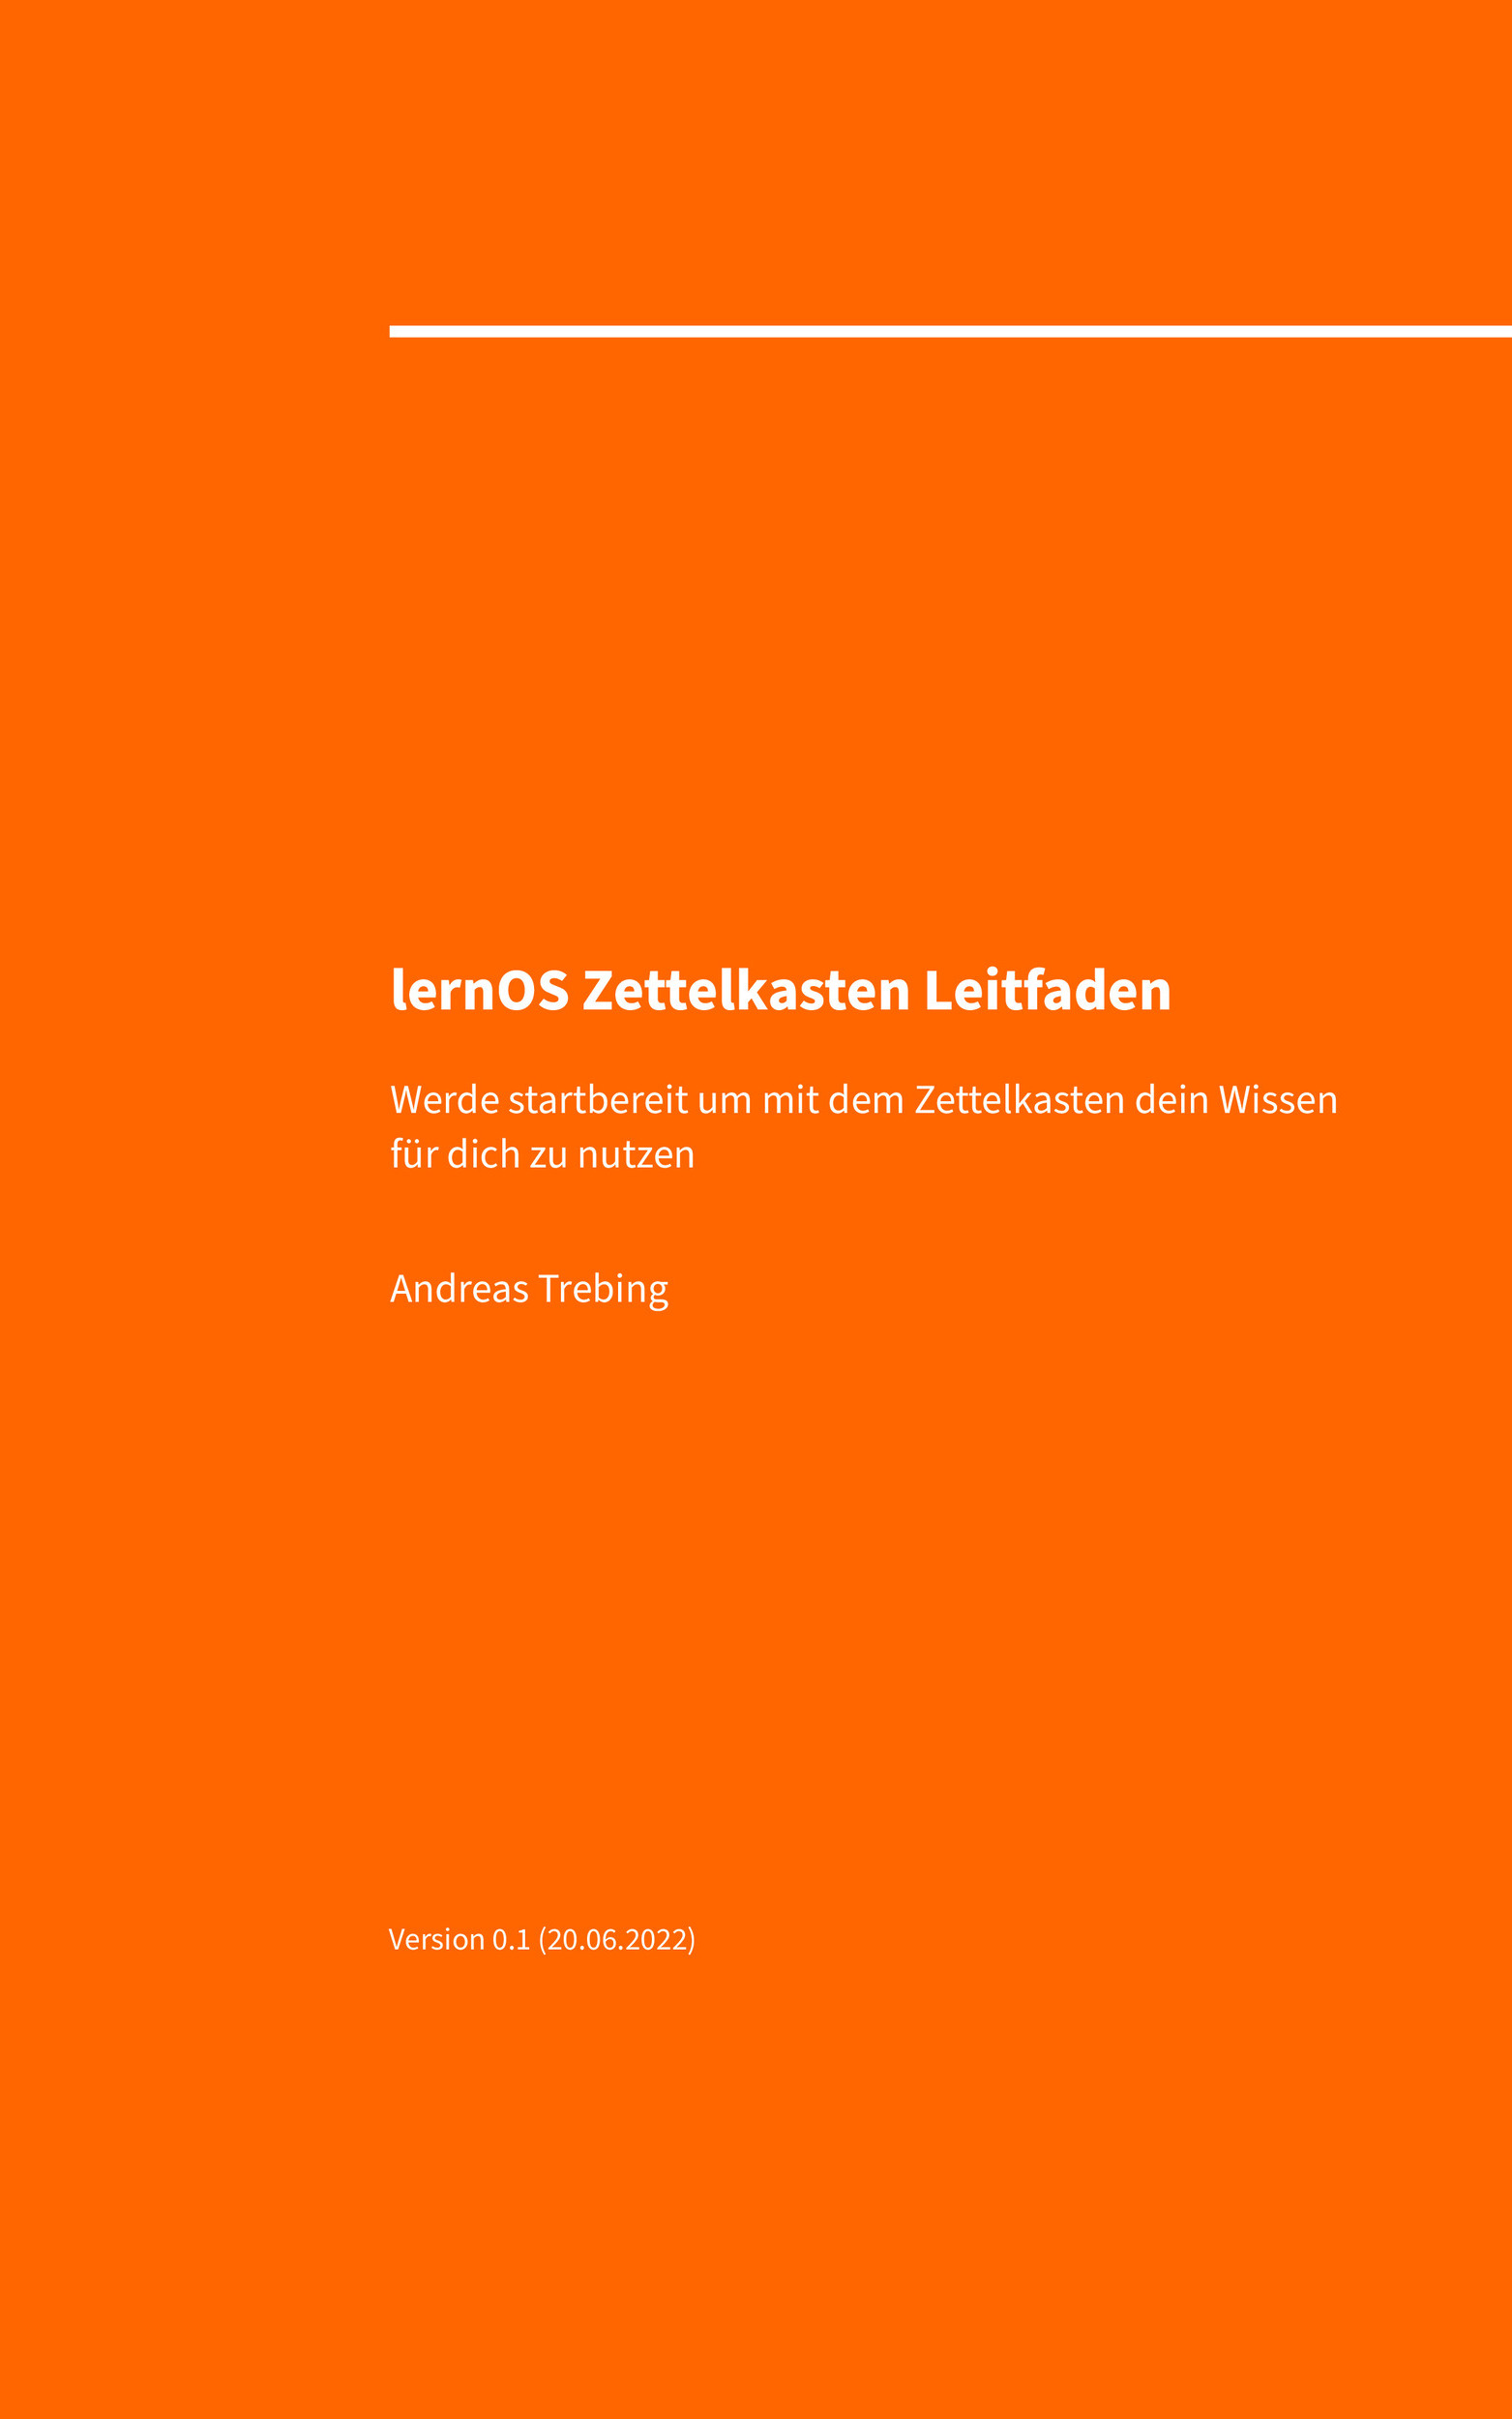 lernOS Zettelkasten Leitfaden
Werde startbereit um mit dem Zettelkasten dein Wissen
für dich zu nutzen
Andreas Trebing
Version 0.1 (20.06.2022)